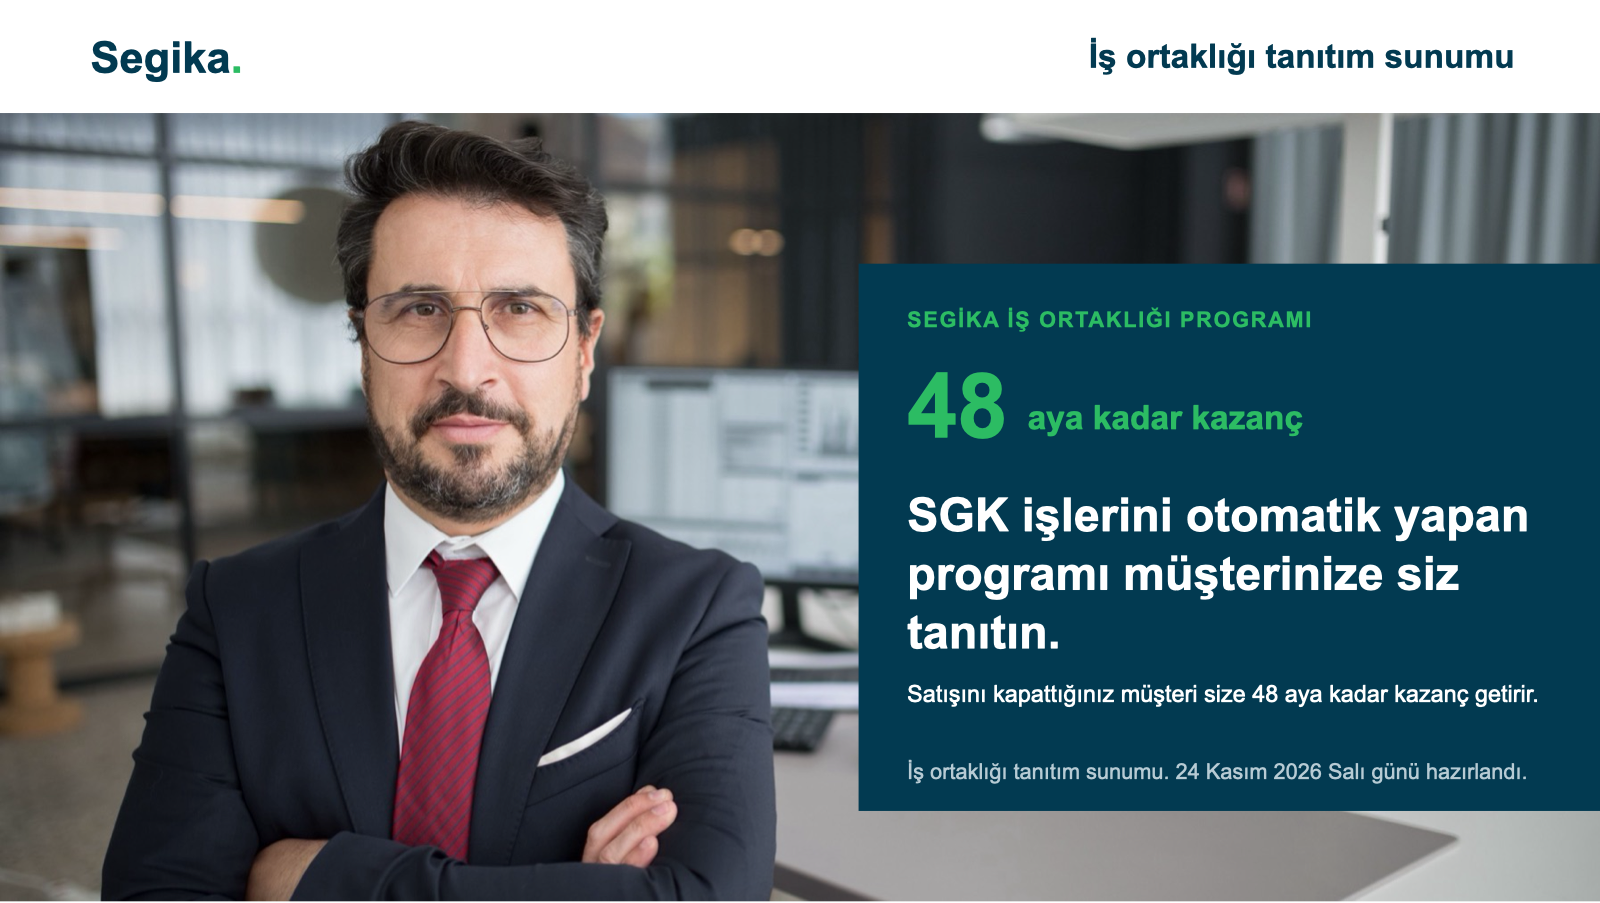 Segika.
İş ortaklığı tanıtım sunumu
SEGİKA İŞ ORTAKLIĞI PROGRAMI
48 aya kadar kazanç
SGK işlerini otomatik yapan
programı müşterinize siz
tanıtın.
Satışını kapattığınız müşteri size 48 aya kadar kazanç getirir.
İş ortaklığı tanıtım sunumu. 24 Kasım 2026 Salı günü hazırlandı.